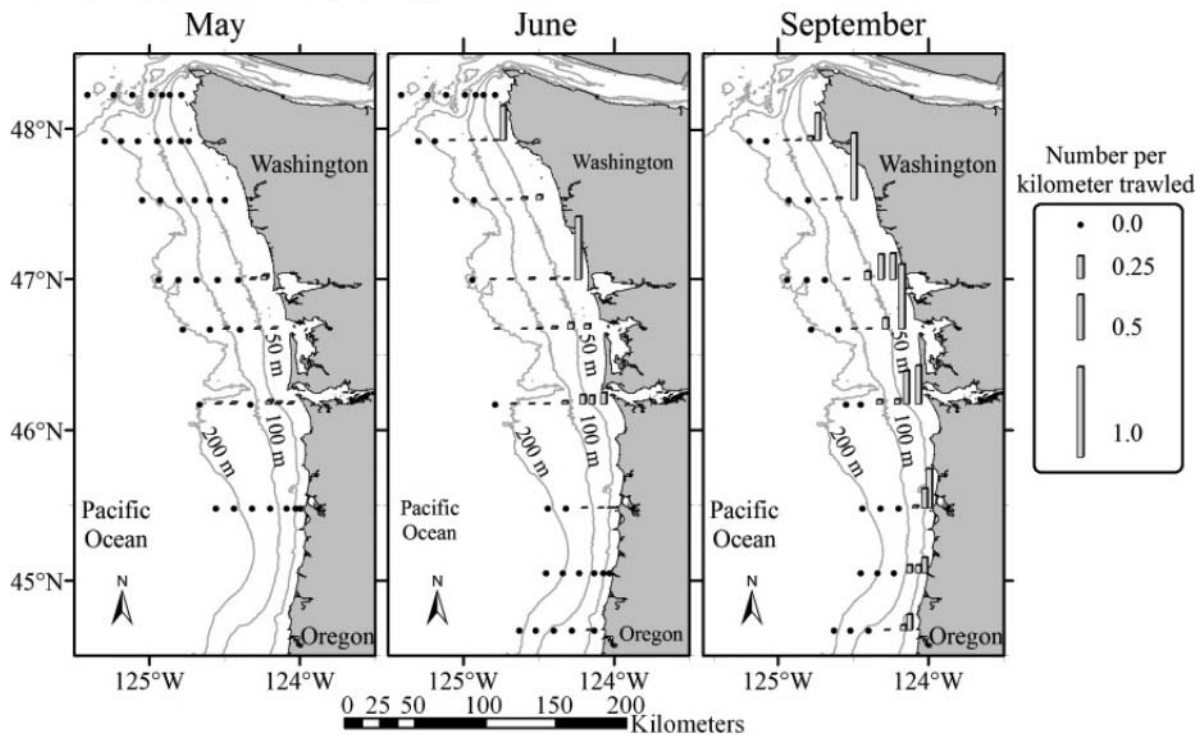 May
June
September
48°N
47°N
46°N
45°N
Washington
50 m
100 m
200 m
Pacific
Ocean
N
Oregon
125°W
124°W
Washington
50 m
100 m
200 m
Pacific
Ocean
N
Oregon
125°W
124°W
Washington
50 m
100 m
200 m
Pacific
Ocean
N
Oregon
125°W
124°W
Number per
kilometer trawled
0.0
0.25
0.5
1.0
0 25 50 100 150 200
Kilometers